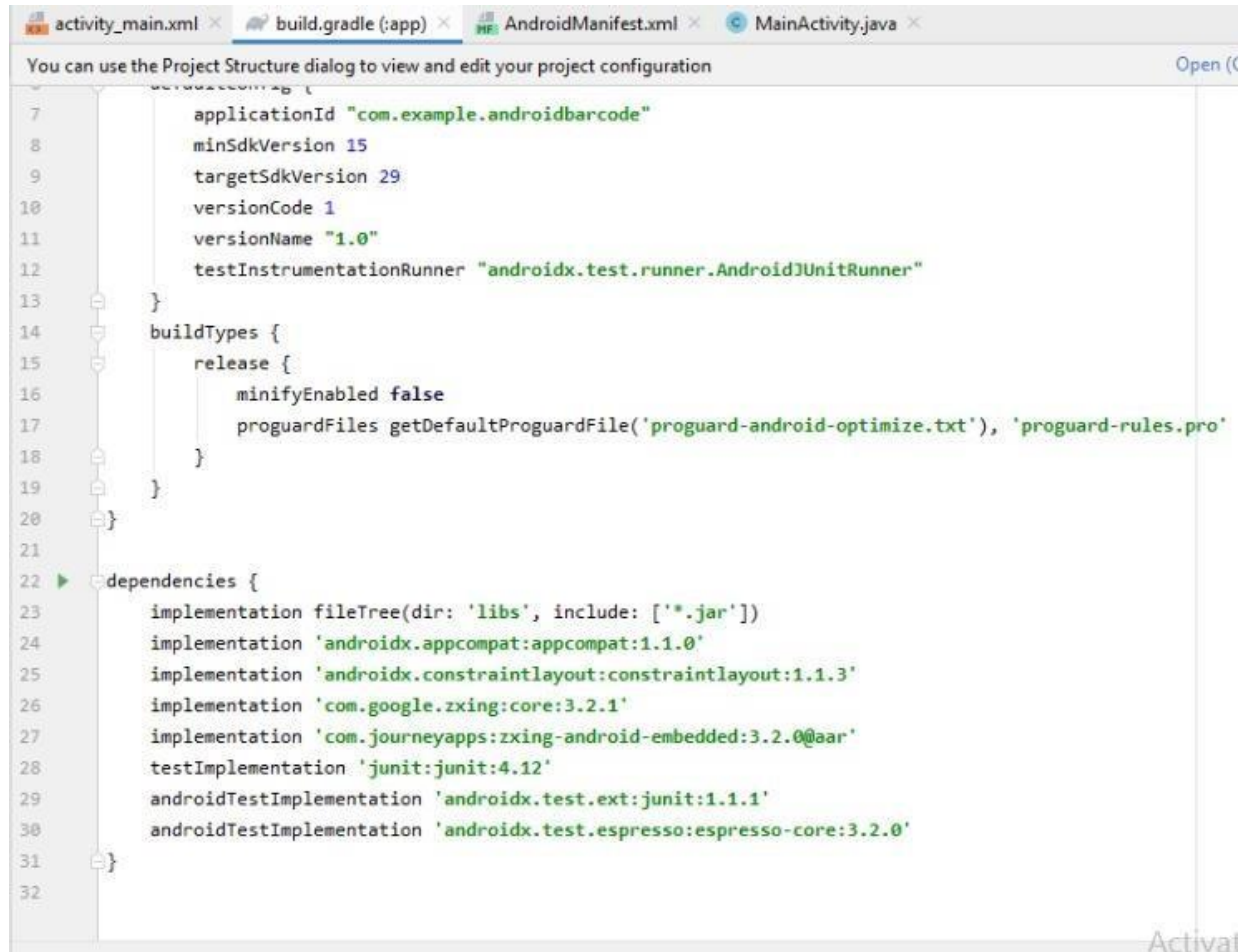 activity_main.xml build.gradle (:app) AndroidManifest.xml MainActivity.java
You can use the Project Structure dialog to view and edit your project configuration Open (
7 applicationId "com.example.androidbarcode"
8 minSdkVersion 15
9 targetSdkVersion 29
10 versionCode 1
11 versionName "1.0"
12 testInstrumentationRunner "androidx.test.runner.AndroidJUnitRunner"
13 }
14 buildTypes {
15 release {
16 minifyEnabled false
17 proguardFiles getDefaultProguardFile('proguard-android-optimize.txt'), 'proguard-rules.pro'
18 }
19 }
20 }
21
22 dependencies {
23 implementation fileTree(dir: 'libs', include: ['*.jar'])
24 implementation 'androidx.appcompat:appcompat:1.1.0'
25 implementation 'androidx.constraintlayout:constraintlayout:1.1.3'
26 implementation 'com.google.zxing:core:3.2.1'
27 implementation 'com.journeyapps:zxing-android-embedded:3.2.0@aar'
28 testImplementation 'junit:junit:4.12'
29 androidTestImplementation 'androidx.test.ext:junit:1.1.1'
30 androidTestImplementation 'androidx.test.espresso:espresso-core:3.2.0'
31 }
32
Activat